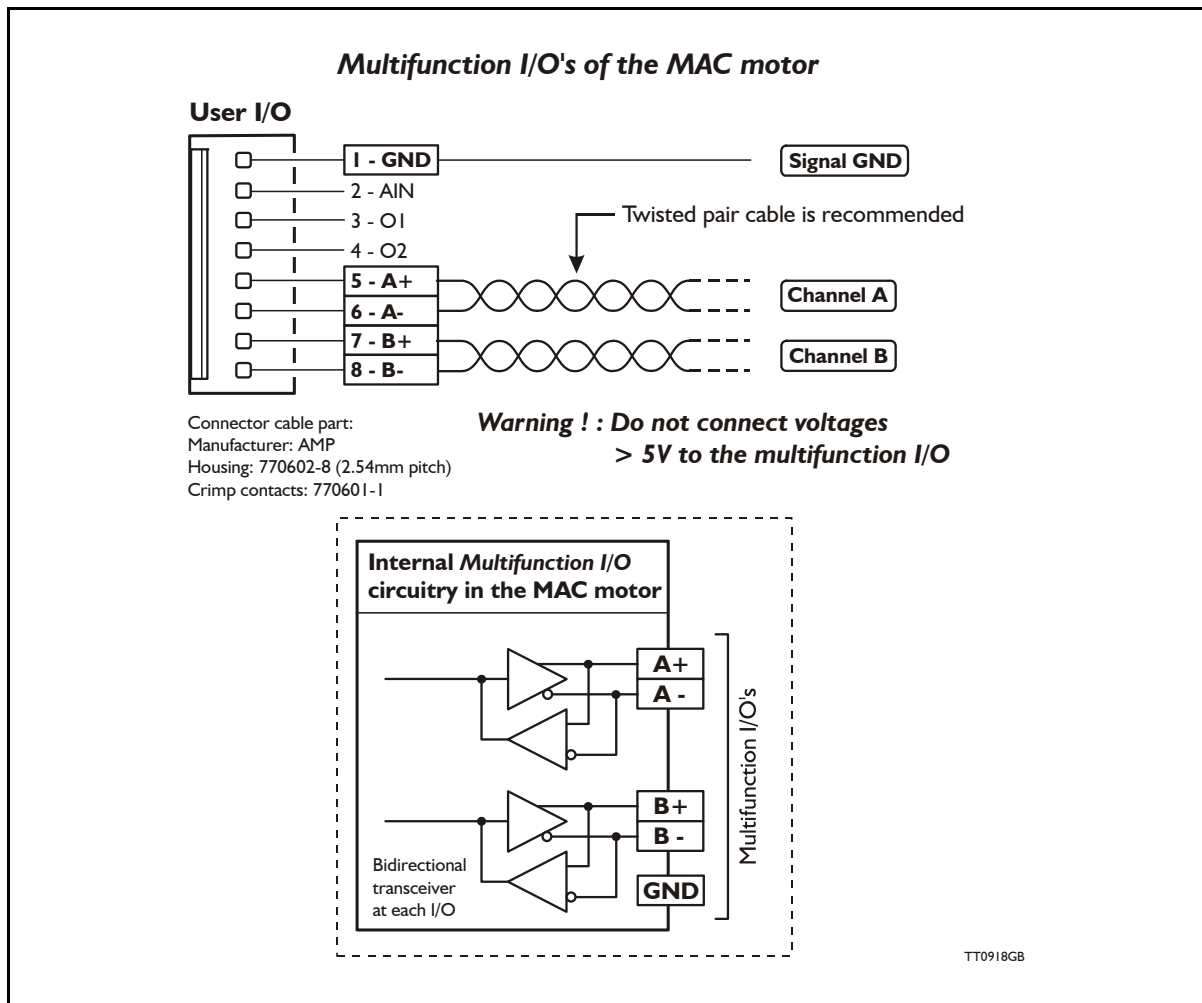 Multifunction I/O's of the MAC motor
User I/O
1 - GND
Signal GND
2 - AIN
Twisted pair cable is recommended
3 - O1
4 - O2
5 - A+
6 - A-
Channel A
7 - B+
8 - B-
Channel B
Connector cable part:
Manufacturer: AMP
Housing: 770602-8 (2.54mm pitch)
Crimp contacts: 770601-1
Warning ! : Do not connect voltages
> 5V to the multifunction I/O
Internal Multifunction I/O
circuitry in the MAC motor
A+
A -
B+
B -
GND
Multifunction I/O's
Bidirectional
transceiver
at each I/O
TT0918GB